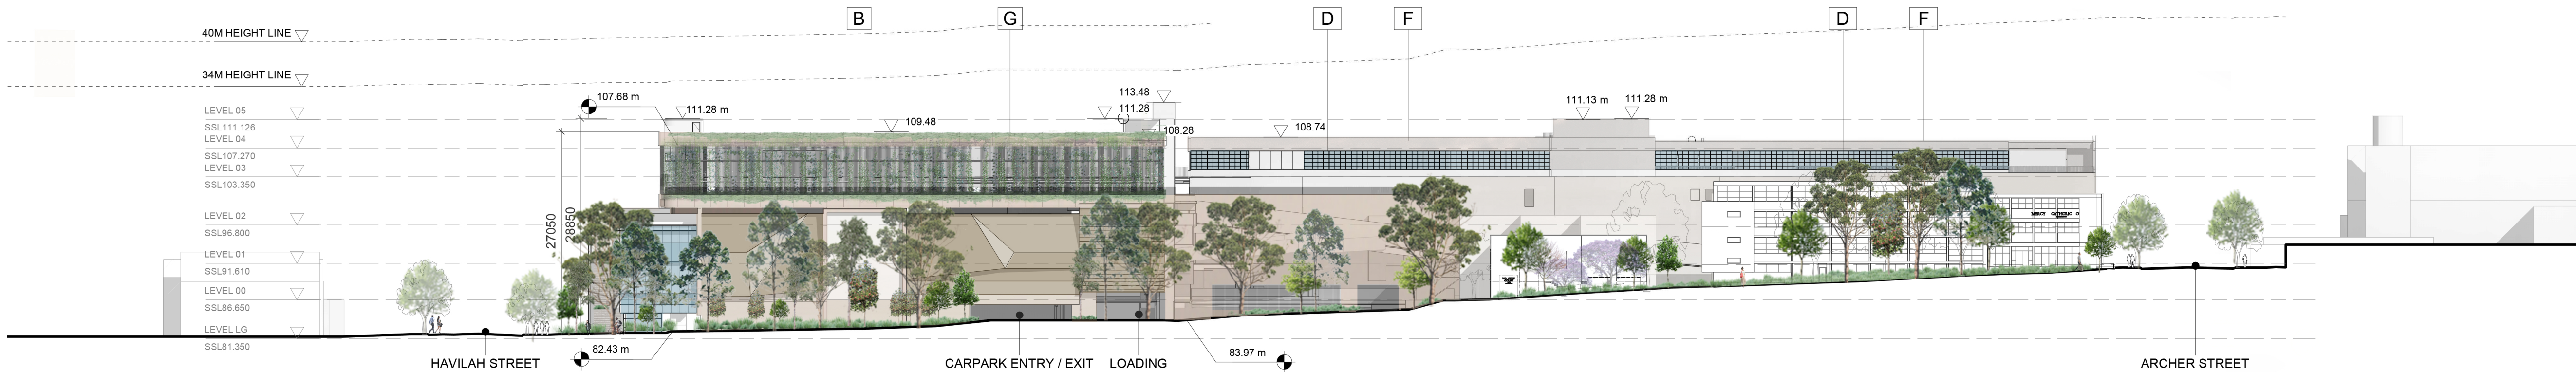 B
G
D
F
D
F
40M HEIGHT LINE
34M HEIGHT LINE
LEVEL 05
SSL111.126
LEVEL 04
SSL107.270
LEVEL 03
SSL103.350
LEVEL 02
SSL96.800
LEVEL 01
SSL91.610
LEVEL 00
SSL86.650
LEVEL LG
SSL81.350
107.68 m
111.28 m
109.48
113.48
111.28
108.28
108.74
111.13 m
111.28 m
27050
28850
MERCY CATHOLIC CO
82.43 m
83.97 m
HAVILAH STREET
CARPARK ENTRY / EXIT
LOADING
ARCHER STREET